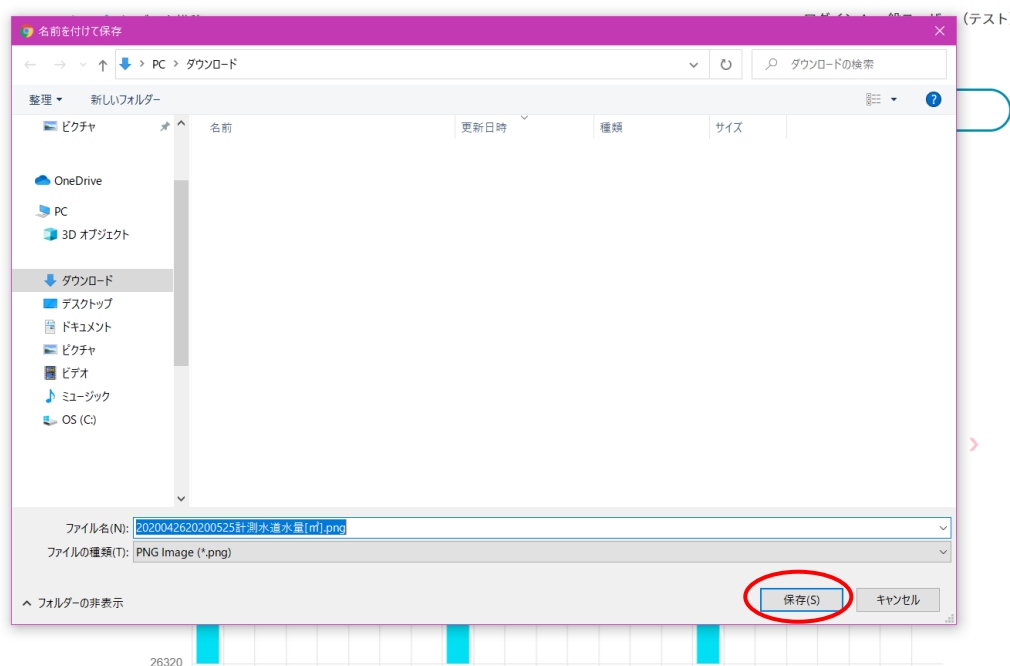 （テスト）
名前を付けて保存
PC > ダウンロード
ダウンロードの検索
整理
新しいフォルダー
?
ピクチャ
名前
更新日時
種類
サイズ
OneDrive
PC
3D オブジェクト
ダウンロード
デスクトップ
ドキュメント
ピクチャ
ビデオ
ミュージック
OS (C:)
ファイル名(N):
2020042620200525計測水道水量[㎥].png
ファイルの種類(T):
PNG Image (*.png)
フォルダーの非表示
保存(S)
キャンセル
26320